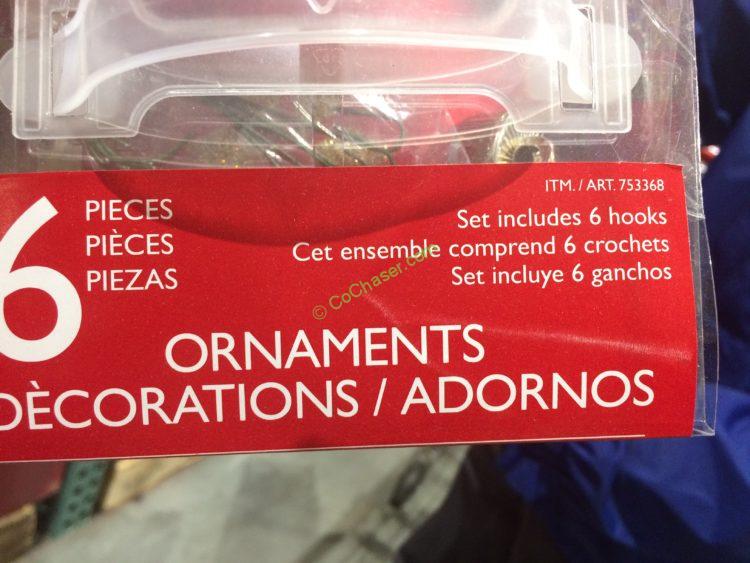 ITM. / ART. 753368
6
PIECES
PIÈCES
PIEZAS
Set includes 6 hooks
Cet ensemble comprend 6 crochets
Set incluye 6 ganchos
© CoChaser.com
ORNAMENTS
DÈCORATIONS / ADORNOS